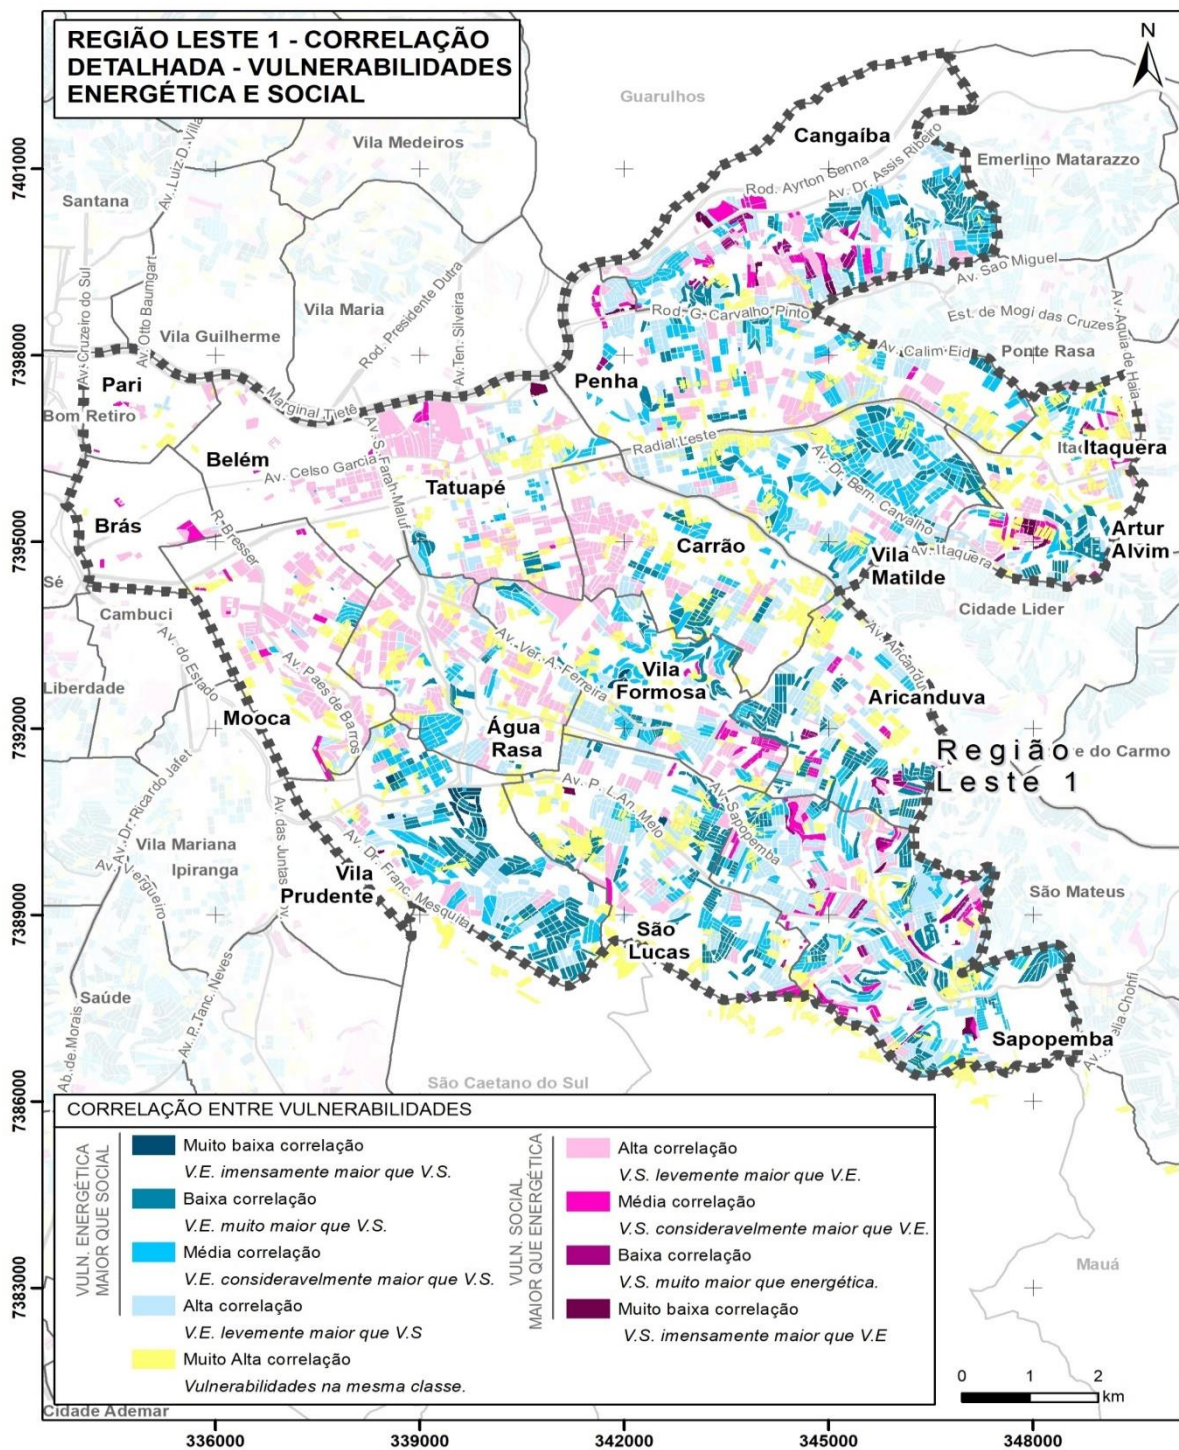 REGIÃO LESTE 1 - CORRELAÇÃO
DETALHADA - VULNERABILIDADES
ENERGÉTICA E SOCIAL
N
Guarulhos
Cangaíba
Vila Medeiros
Emerlino Matarazzo
Rod. Ayrton Senna
Av. Dr. Assis Ribeiro
Santana
Av. Luiz D. Villa
Av. Cruzeiro do Sul
Av. Otto Baumgart
Vila Maria
Rod. Presidente Dutra
Av. Ten. Silveira
Vila Guilherme
Av. Sao Miguel
Rod. G. Carvalho Pinto
Est. de Mogi das Cruzes
Av. Aguia de Haia
Av. Calim Eid
Ponte Rasa
Pari
Penha
Marginal Tietê
Bom Retiro
Av. S. Farah Maluf
Radial Leste
Itaquera
Belém
Av. Celso Garcia
Tatuapé
Av. Dr. Bern. Carvalho
Brás
R. Bresser
Carrão
Artur
Alvim
Av. Itaquera
Vila
Matilde
Sé
Cambuci
Cidade Lider
Av. do Estado
Av. Ver. A. Ferreira
Av. Aricanduv
Liberdade
Av. Paes de Barros
Vila
Formosa
Aricanduva
Mooca
Água
Rasa
Região
Leste 1
e do Carmo
Av. Dr. Ricardo Jafet
Av. P. L.An. Melo
Av. Sapopemba
Av. das Juntas Prov.
Vila Mariana
Ipiranga
Av. Vergueiro
Vila
Prudente
Av. Dr. Franc. Mesquita
São Mateus
São
Lucas
Saúde
Av. P. Tanc. Neves
Ab. de Morais
Sapopemba
São Caetano do Sul
Mauá
Cidade Ademar
7401000
7398000
7395000
7392000
7389000
7386000
7383000
CORRELAÇÃO ENTRE VULNERABILIDADES
VULN. ENERGÉTICA
MAIOR QUE SOCIAL
Muito baixa correlação
V.E. imensamente maior que V.S.
Baixa correlação
V.E. muito maior que V.S.
Média correlação
V.E. consideravelmente maior que V.S.
Alta correlação
V.E. levemente maior que V.S
Muito Alta correlação
Vulnerabilidades na mesma classe.
VULN. SOCIAL
MAIOR QUE ENERGÉTICA
Alta correlação
V.S. levemente maior que V.E.
Média correlação
V.S. consideravelmente maior que V.E.
Baixa correlação
V.S. muito maior que energética.
Muito baixa correlação
V.S. imensamente maior que V.E
0 1 2
km
336000 339000 342000 345000 348000